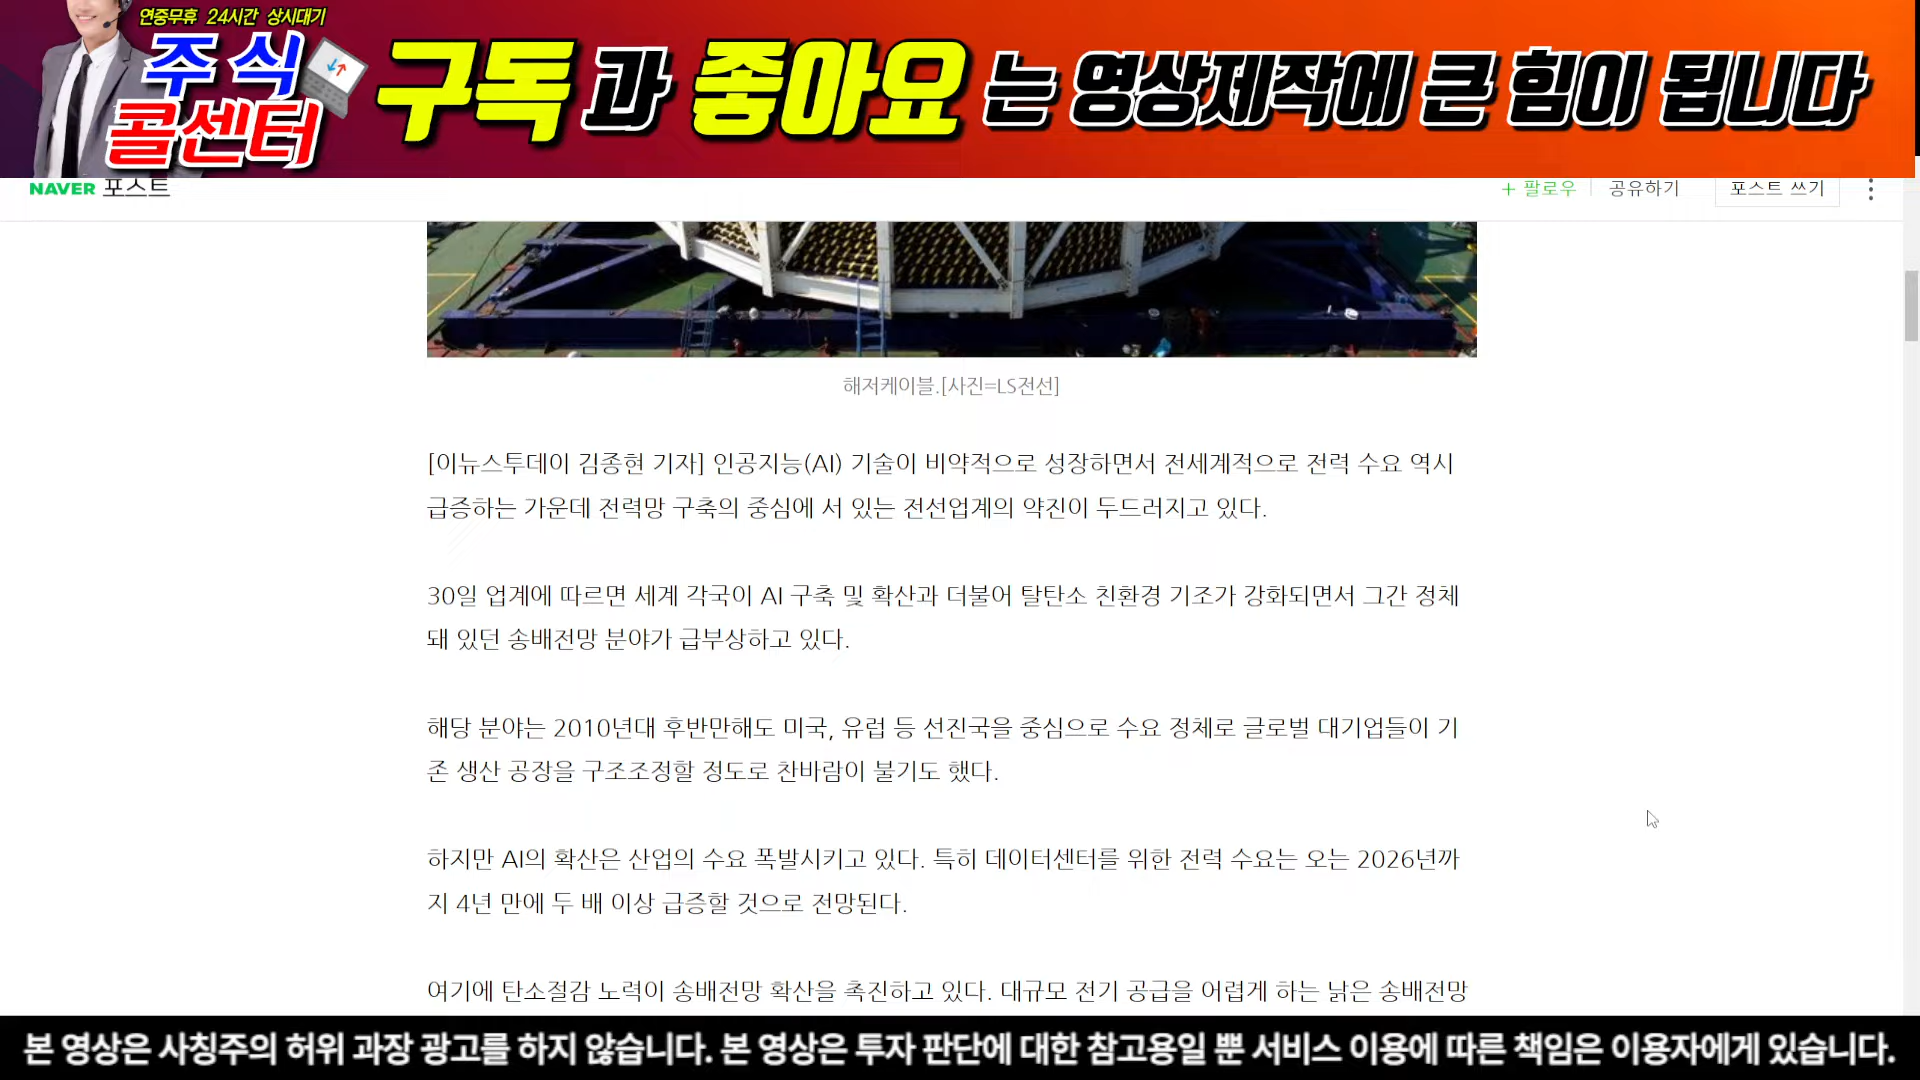 연중무휴 24시간 상시대기
주식
콜센터
구독과 좋아요는 영상제작에 큰 힘이 됩니다
NAVER 포스트
+ 팔로우 공유하기 포스트 쓰기
해저케이블.[사진=LS전선]
[이뉴스투데이 김종현 기자] 인공지능(AI) 기술이 비약적으로 성장하면서 전세계적으로 전력 수요 역시
급증하는 가운데 전력망 구축의 중심에 서 있는 전선업계의 약진이 두드러지고 있다.
30일 업계에 따르면 세계 각국이 AI 구축 및 확산과 더불어 탈탄소 친환경 기조가 강화되면서 그간 정체
돼 있던 송배전망 분야가 급부상하고 있다.
해당 분야는 2010년대 후반만해도 미국, 유럽 등 선진국을 중심으로 수요 정체로 글로벌 대기업들이 기
존 생산 공장을 구조조정할 정도로 찬바람이 불기도 했다.
하지만 AI의 확산은 산업의 수요 폭발시키고 있다. 특히 데이터센터를 위한 전력 수요는 오는 2026년까
지 4년 만에 두 배 이상 급증할 것으로 전망된다.
여기에 탄소절감 노력이 송배전망 확산을 촉진하고 있다. 대규모 전기 공급을 어렵게 하는 낡은 송배전망
본 영상은 사칭주의 허위 과장 광고를 하지 않습니다. 본 영상은 투자 판단에 대한 참고용일 뿐 서비스 이용에 따른 책임은 이용자에게 있습니다.